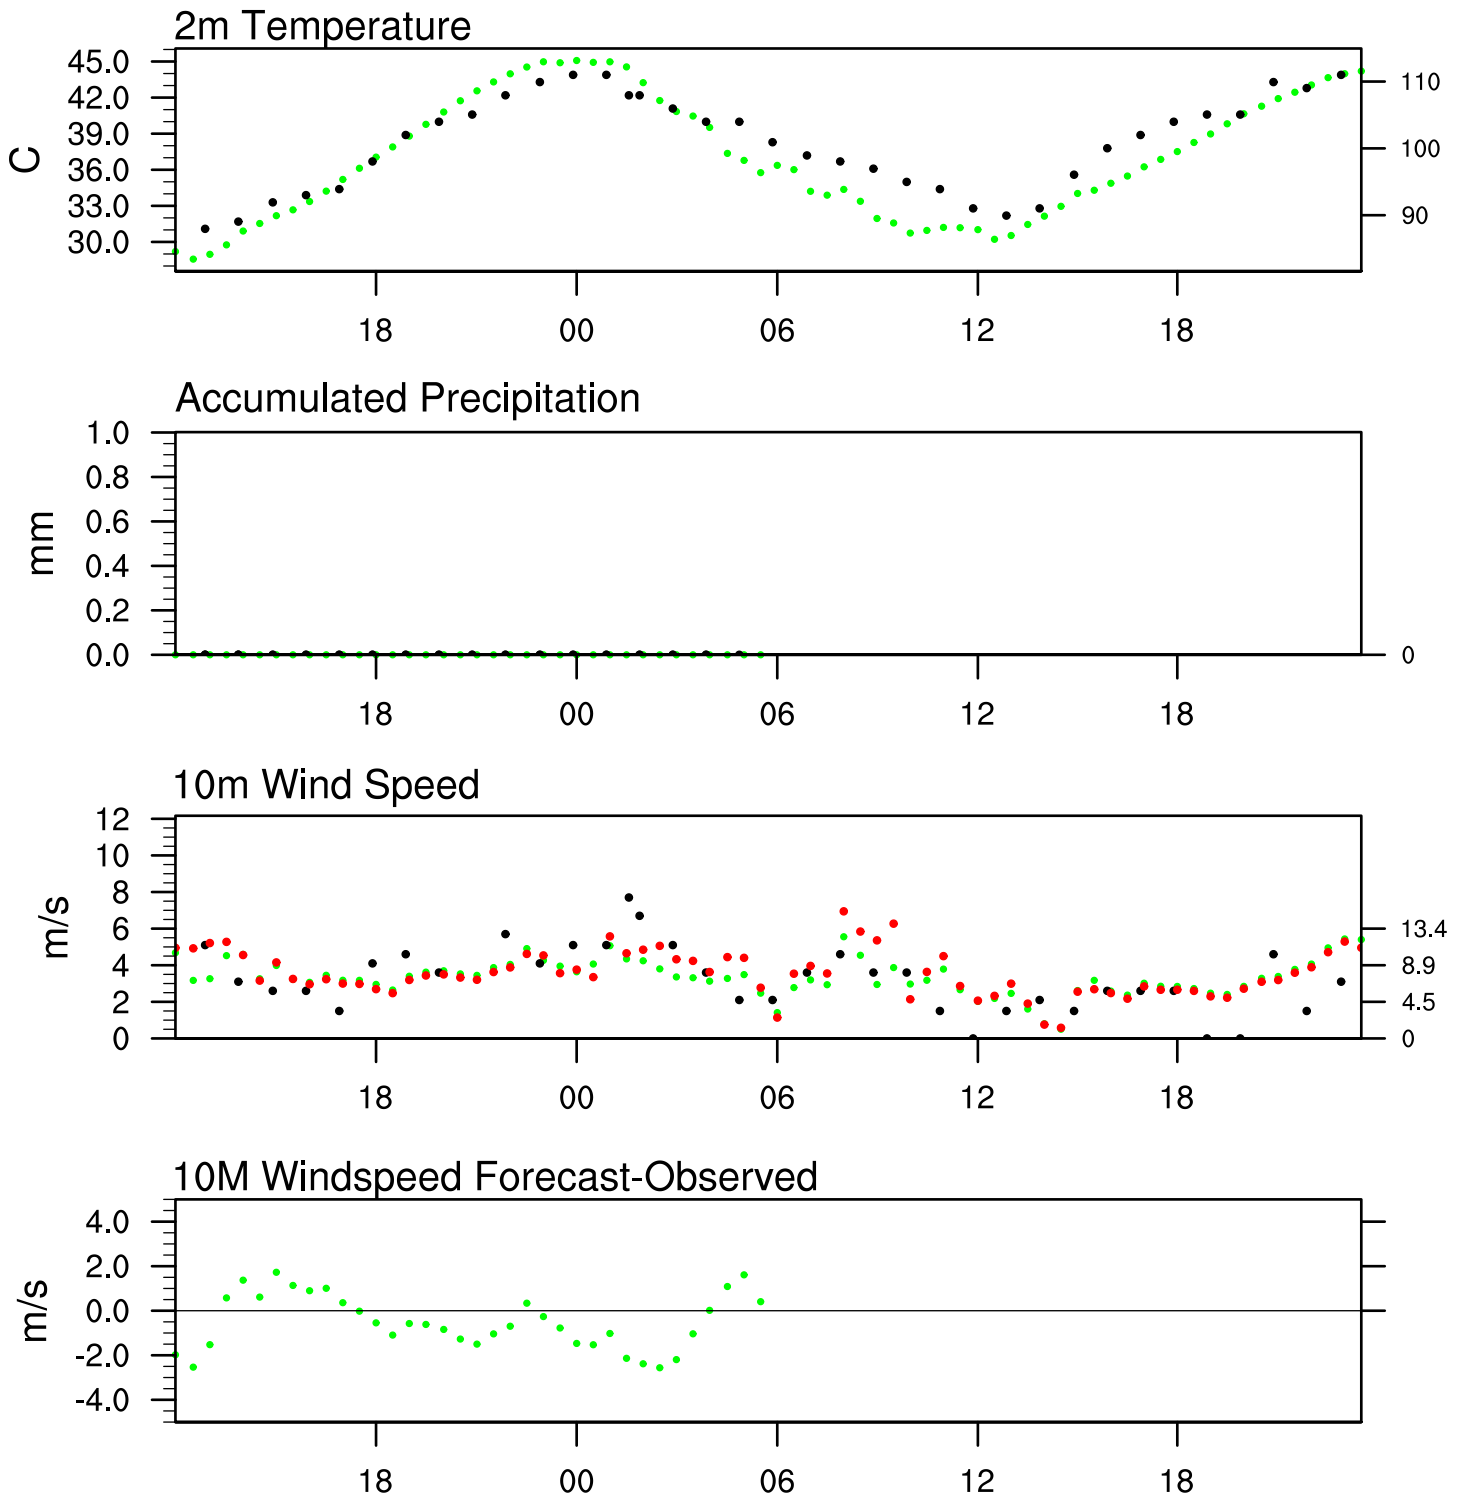 2m Temperature
45.0
42.0
39.0
36.0
33.0
30.0
C
110
100
90
18 00 06 12 18
Accumulated Precipitation
1.0
0.8
0.6
0.4
0.2
0.0
mm
0
18 00 06 12 18
10m Wind Speed
12
10
8
6
4
2
0
m/s
13.4
8.9
4.5
0
18 00 06 12 18
10M Windspeed Forecast-Observed
4.0
2.0
0.0
-2.0
-4.0
m/s
18 00 06 12 18